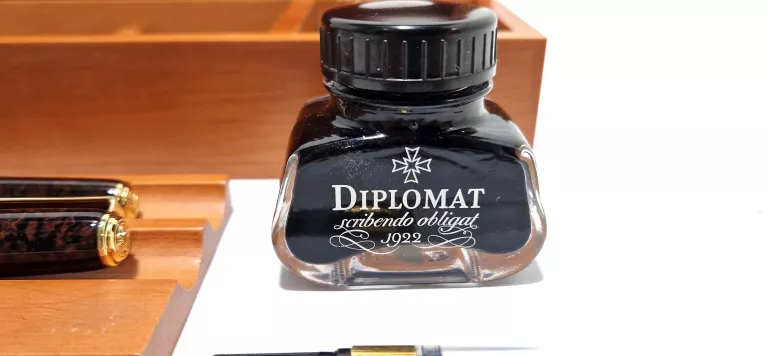 DIPLOMAT
scribendo obligat
1922